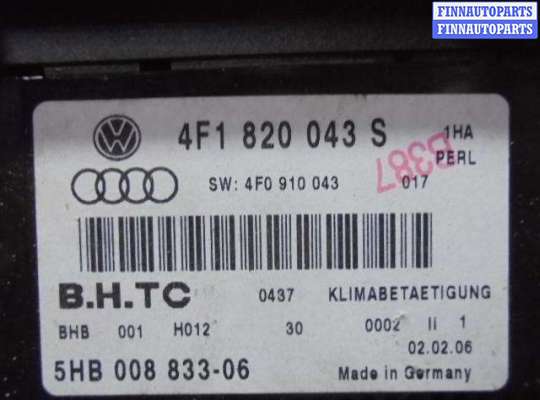 FINNAUTOPARTS
FINNAUTOPARTS
4F1 820 043 S
1HA
PERL
B387
SW: 4F0 910 043
017
B.H.TC
0437
KLIMABETAETIGUNG
BHB 001 H012 30 0002 II 1
02.02.06
5HB 008 833-06
Made in Germany